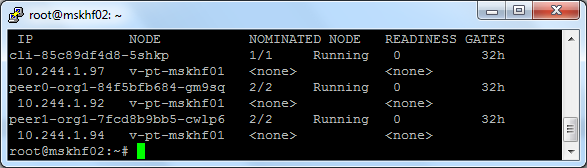 root@mskhf02: ~
IP NODE NOMINATED NODE READINESS GATES
cli-85c89df4d8-5shkp 1/1 Running 0 32h
10.244.1.97 v-pt-mskhf01 <none> <none>
peer0-org1-84f5bfb684-gm9sq 2/2 Running 0 32h
10.244.1.92 v-pt-mskhf01 <none> <none>
peer1-org1-7fcd8b9bb5-cwlp6 2/2 Running 0 32h
10.244.1.94 v-pt-mskhf01 <none> <none>
root@mskhf02:~#